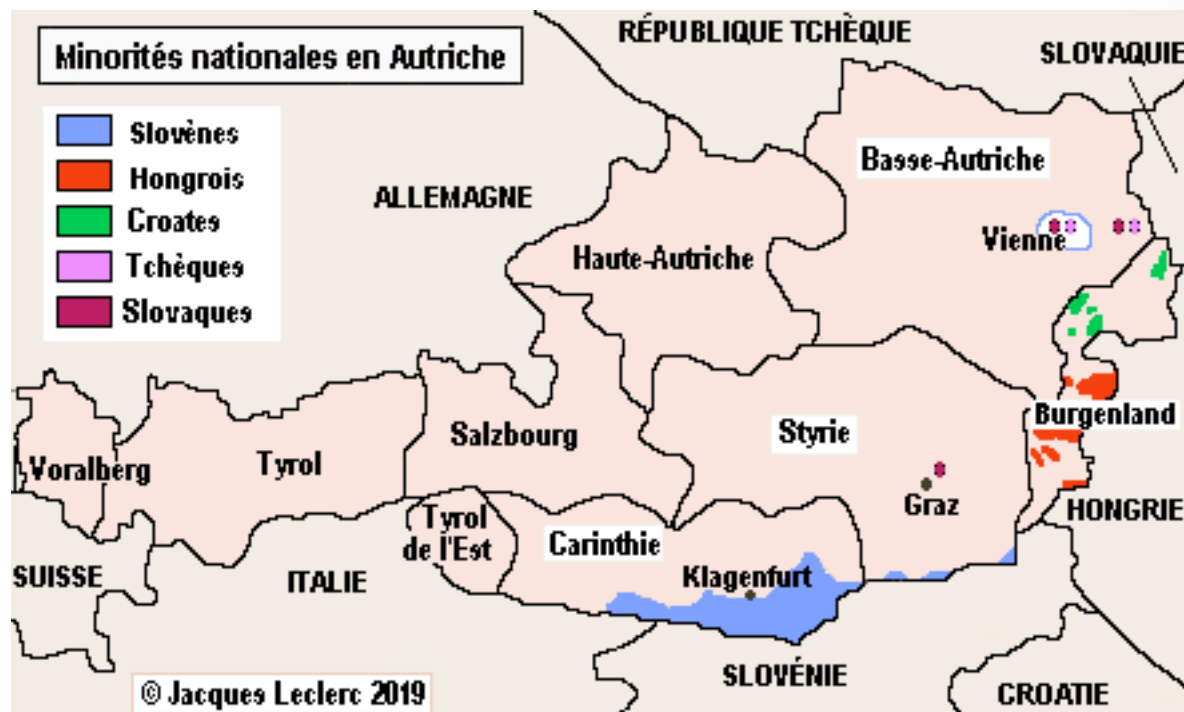 Minorités nationales en Autriche
RÉPUBLIQUE TCHÈQUE
SLOVAQUIE
Slovènes
Hongrois
Croates
Tchèques
Slovaques
ALLEMAGNE
Basse-Autriche
Vienne
Haute-Autriche
Burgenland
Styrie
Salzbourg
Tyrol
Voralberg
Graz
HONGRIE
Tyrol
de l'Est
Carinthie
Klagenfurt
SUISSE
ITALIE
SLOVÉNIE
CROATIE
© Jacques Leclerc 2019